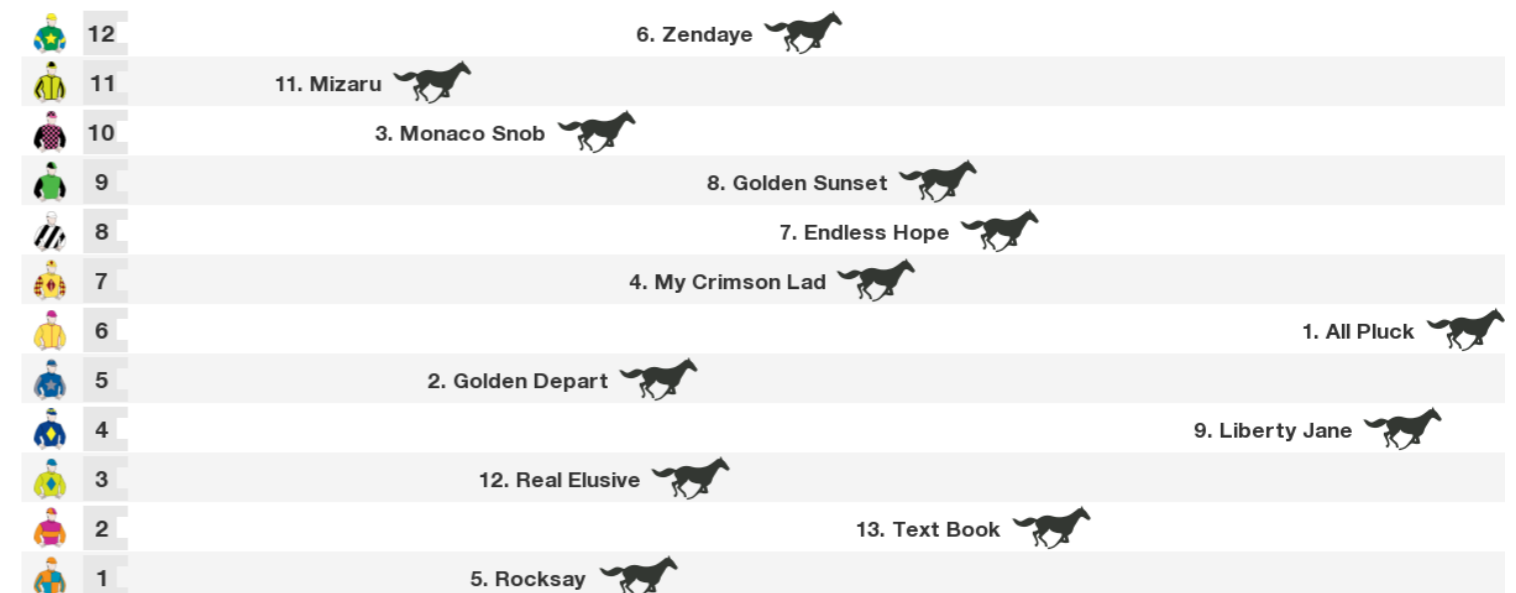 12 6. Zendaye
11 11. Mizaru
10 3. Monaco Snob
9 8. Golden Sunset
8 7. Endless Hope
7 4. My Crimson Lad
6 1. All Pluck
5 2. Golden Depart
4 9. Liberty Jane
3 12. Real Elusive
2 13. Text Book
1 5. Rocksay